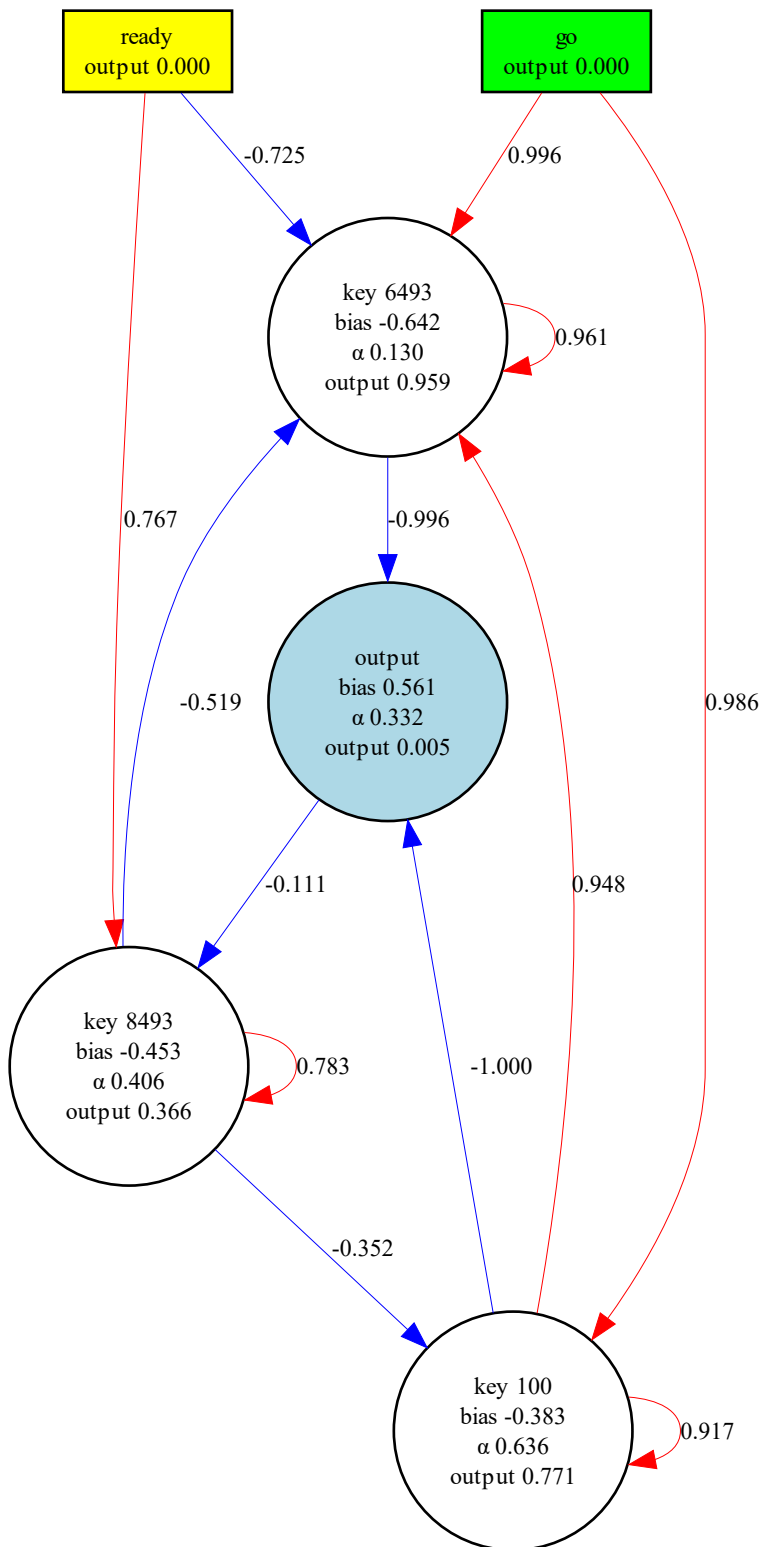 ready
output 0.000
go
output 0.000
-0.725
0.996
key 6493
bias -0.642
α 0.130
output 0.959
0.961
0.767
-0.996
-0.519
output
bias 0.561
α 0.332
output 0.005
0.986
-0.111
0.948
key 8493
bias -0.453
α 0.406
output 0.366
0.783
-1.000
-0.352
key 100
bias -0.383
α 0.636
output 0.771
0.917